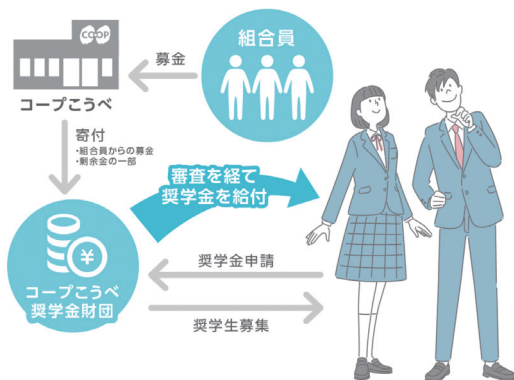 CO・OP
コープこうべ
募金
組合員
寄付
・組合員からの募金
・剰余金の一部
審査を経て
奨学金を給付
¥
コープこうべ
奨学金財団
奨学金申請
奨学生募集